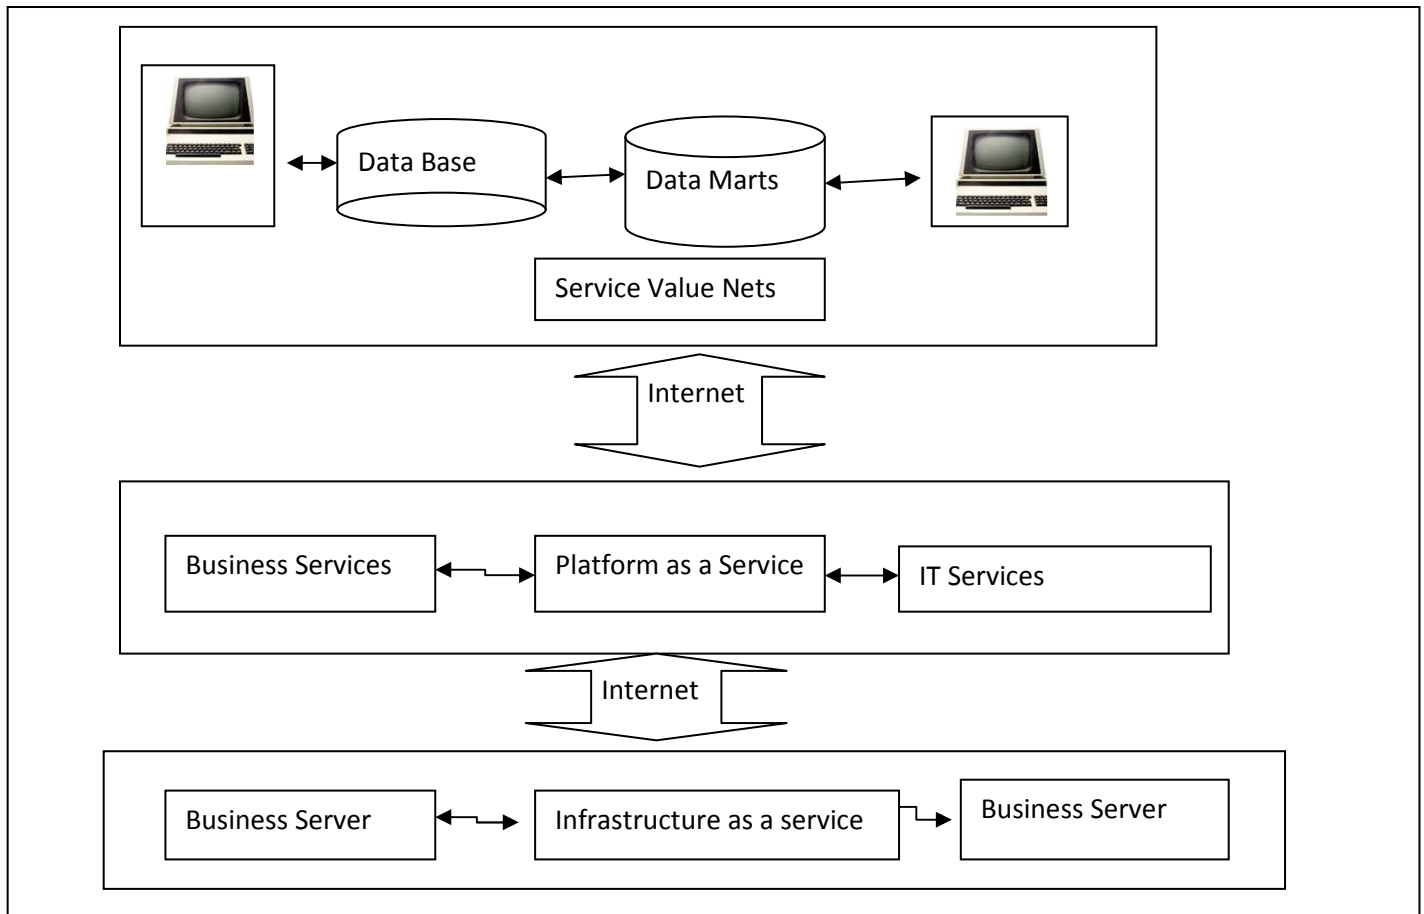 Data Base
Data Marts
Service Value Nets
Internet
Business Services
Platform as a Service
IT Services
Internet
Business Server
Infrastructure as a service
Business Server